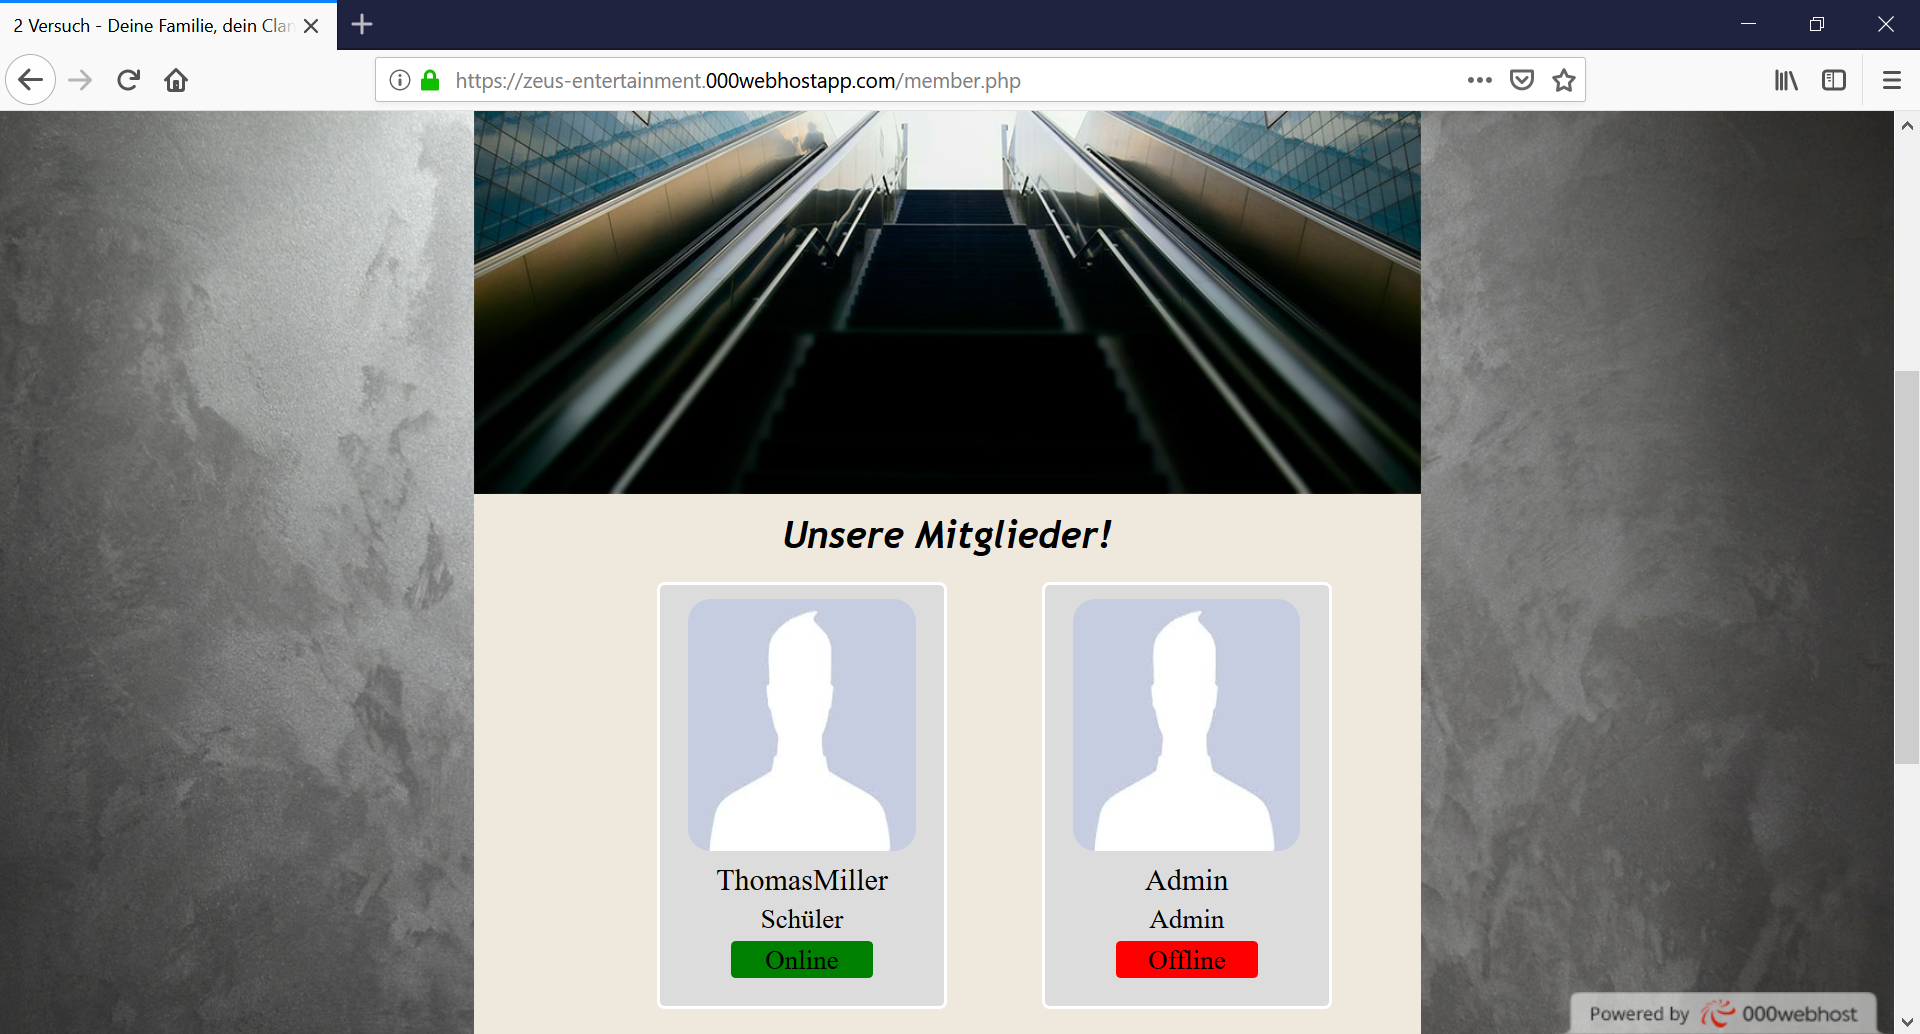 2 Versuch - Deine Familie, dein Clan
https://zeus-entertainment.000webhostapp.com/member.php
Unsere Mitglieder!
ThomasMiller
Schüler
Online
Admin
Admin
Offline
Powered by 000webhost